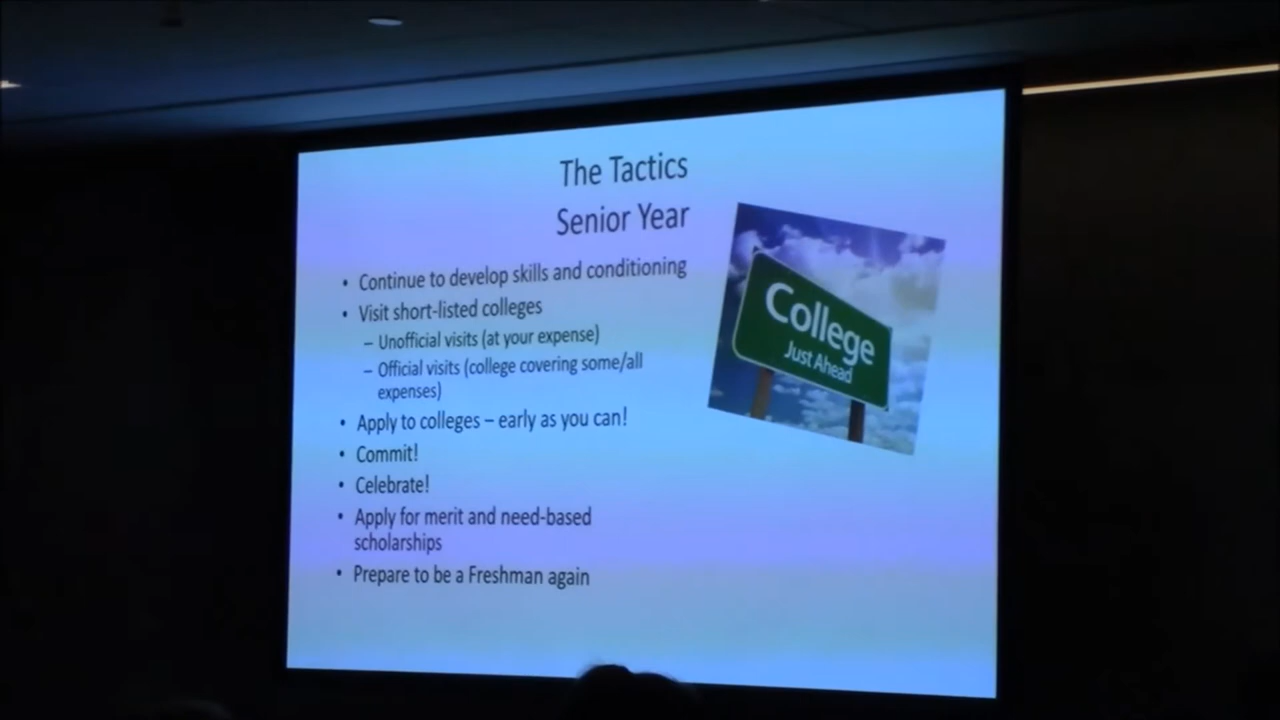 The Tactics
Senior Year
• Continue to develop skills and conditioning
• Visit short-listed colleges
– Unofficial visits (at your expense)
– Official visits (college covering some/all
expenses)
• Apply to colleges – early as you can!
• Commit!
• Celebrate!
• Apply for merit and need-based
scholarships
• Prepare to be a Freshman again
College
Just Ahead